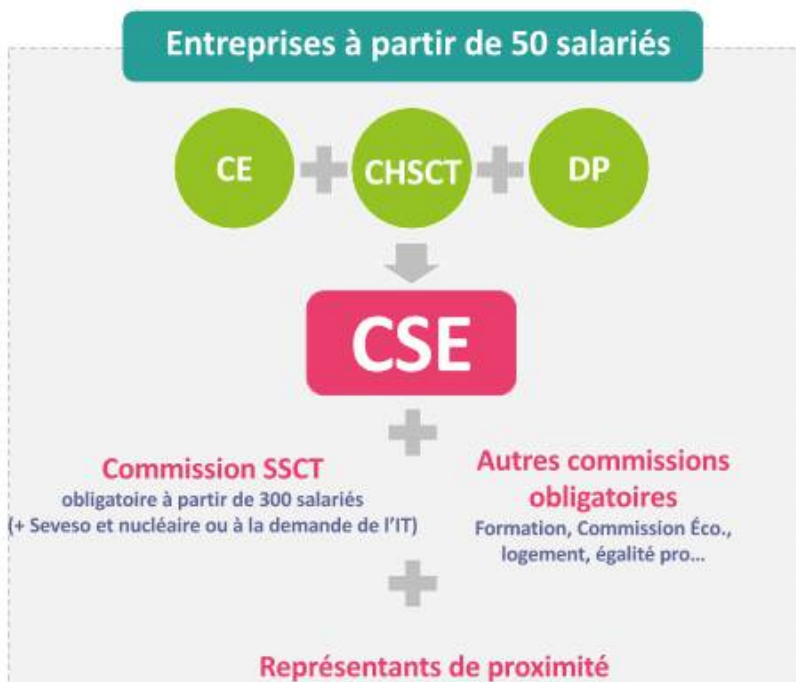 Entreprises à partir de 50 salariés
CE + CHSCT + DP
CSE
+
Commission SSCT
obligatoire à partir de 300 salariés
(+ Seveso et nucléaire ou à la demande de l'IT)
Autres commissions
obligatoires
Formation, Commission Éco.,
logement, égalité pro...
+
Représentants de proximité